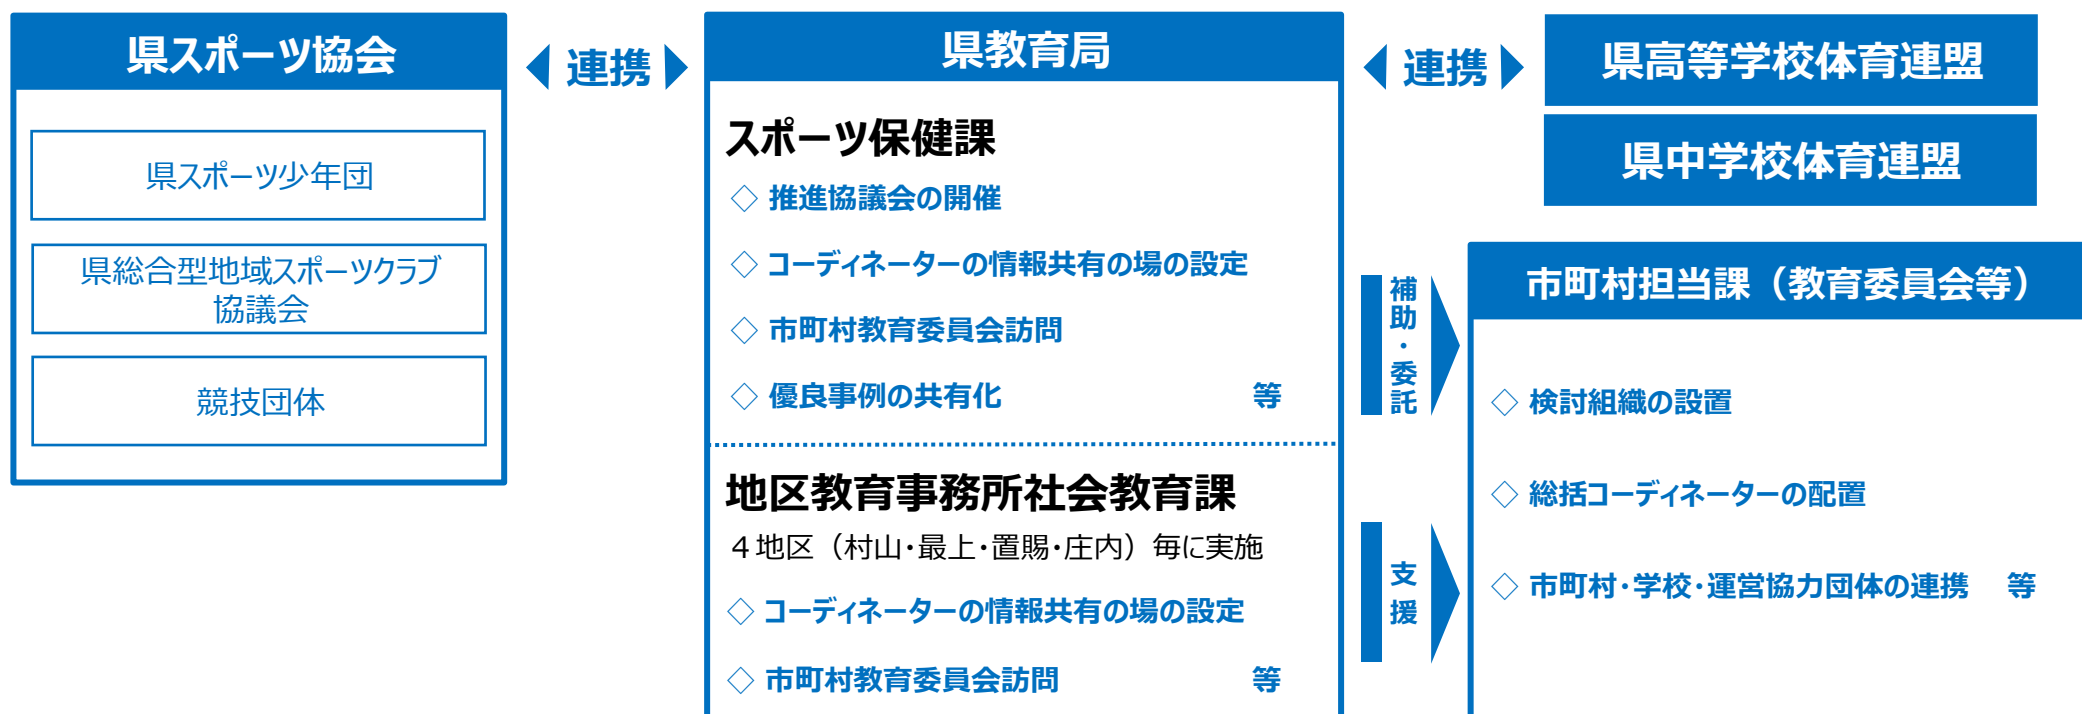 県スポーツ協会
県スポーツ少年団
県総合型地域スポーツクラブ
協議会
競技団体
連携
県教育局
スポーツ保健課
◇ 推進協議会の開催
◇ コーディネーターの情報共有の場の設定
◇ 市町村教育委員会訪問
◇ 優良事例の共有化 等
地区教育事務所社会教育課
４地区（村山・最上・置賜・庄内）毎に実施
◇ コーディネーターの情報共有の場の設定
◇ 市町村教育委員会訪問 等
連携
県高等学校体育連盟
県中学校体育連盟
補助・委託
支援
市町村担当課（教育委員会等）
◇ 検討組織の設置
◇ 総括コーディネーターの配置
◇ 市町村・学校・運営協力団体の連携 等